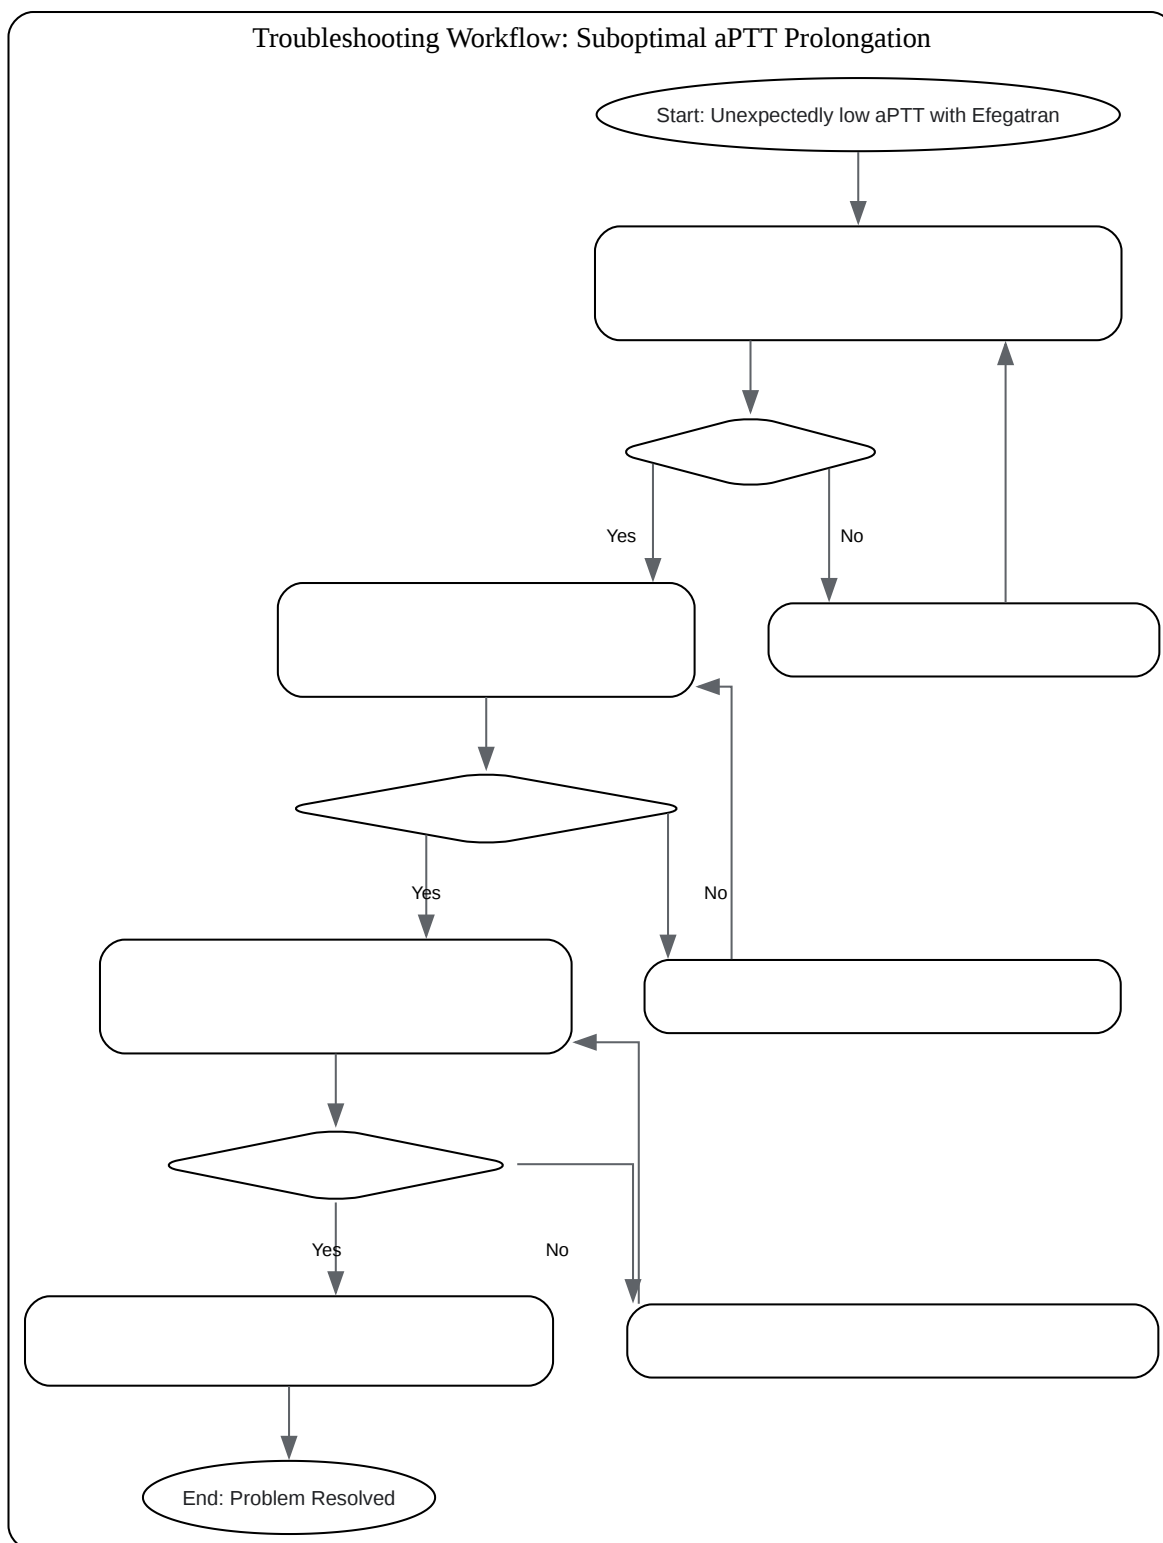 Troubleshooting Workflow: Suboptimal aPTT Prolongation
Start: Unexpectedly low aPTT with Efegatran
Yes
No
Yes
No
Yes
No
End: Problem Resolved